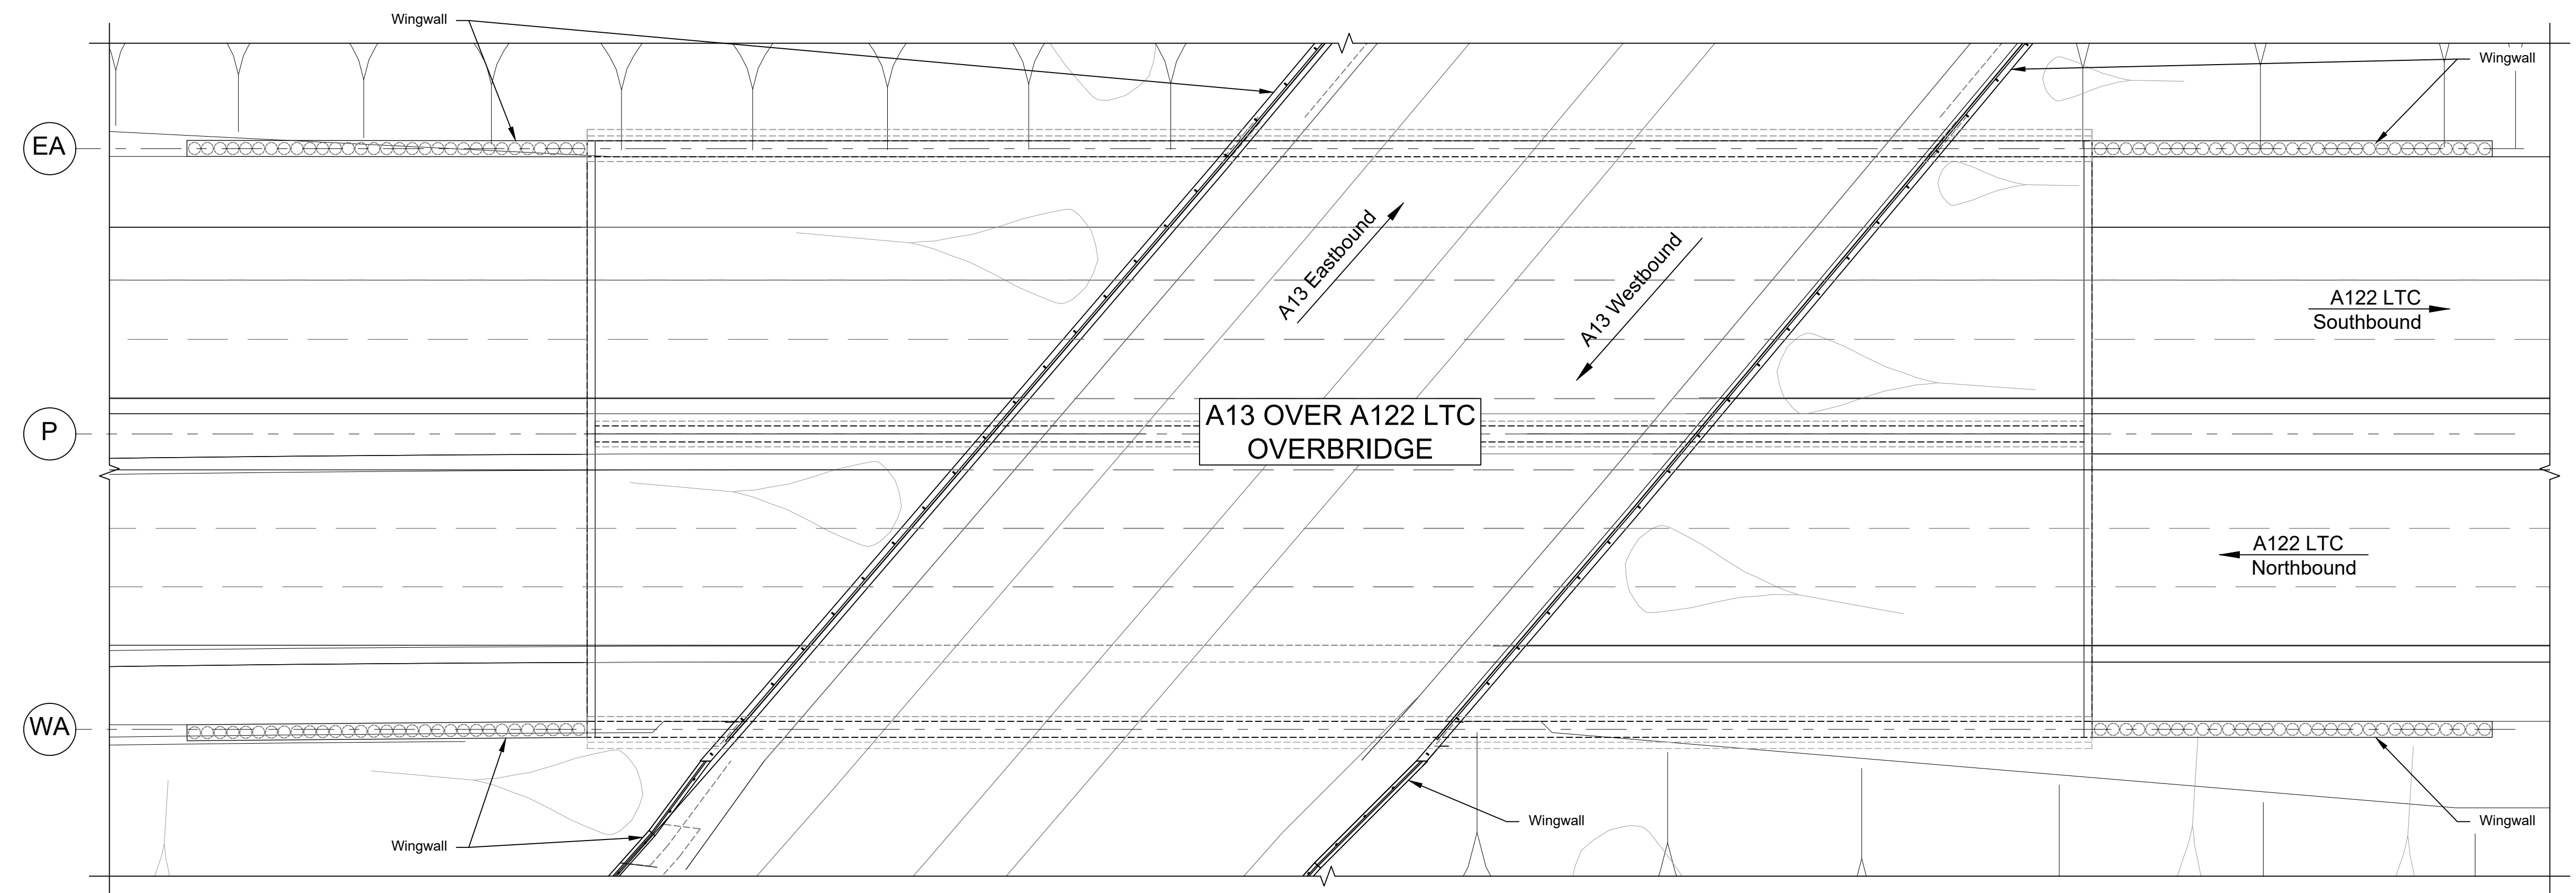 Wingwall
Wingwall
EA
A13 Eastbound
A13 Westbound
A122 LTC
Southbound
P
A13 OVER A122 LTC
OVERBRIDGE
A122 LTC
Northbound
WA
Wingwall
Wingwall
Wingwall